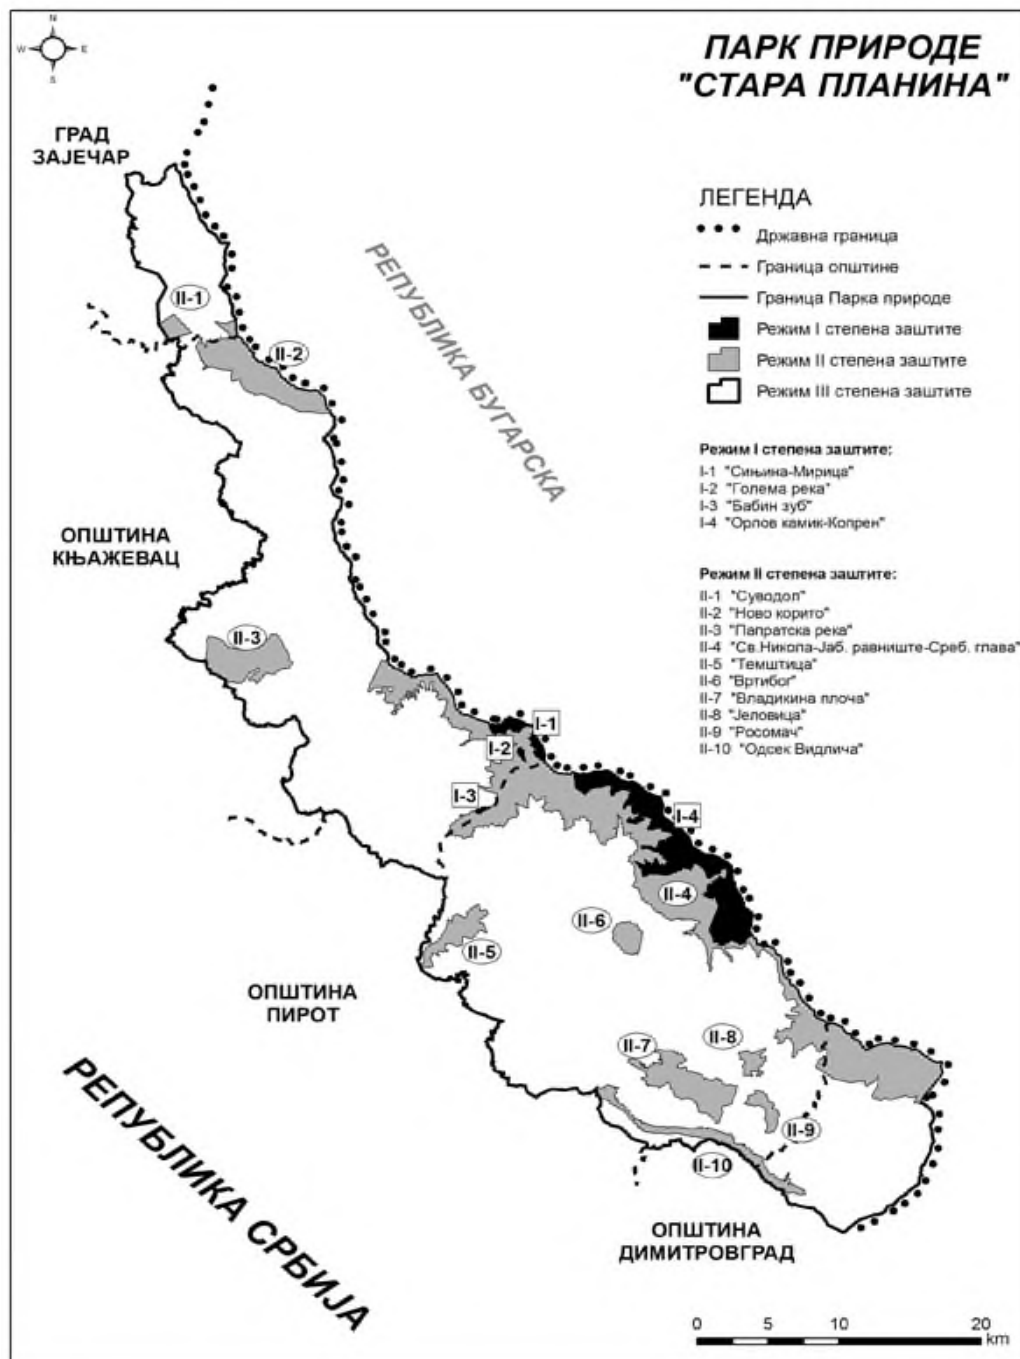 N
W E
S
ПАРК ПРИРОДЕ
"СТАРА ПЛАНИНА"
ГРАД
ЗАЈЕЧАР
РЕПУБЛИКА БУГАРСКА
ЛЕГЕНДА
Државна граница
Граница општине
Граница Парка природе
Режим I степена заштите
Режим II степена заштите
Режим III степена заштите
Режим I степена заштите:
I-1 "Сињина-Мирица"
I-2 "Голема река"
I-3 "Бабин зуб"
I-4 "Орлов камик-Копрен"
Режим II степена заштите:
II-1 "Суводол"
II-2 "Ново корито"
II-3 "Папратска река"
II-4 "Св.Никола-Јаб. равниште-Среб. глава"
II-5 "Темштица"
II-6 "Вртибог"
II-7 "Владикина плоча"
II-8 "Јеловица"
II-9 "Росомач"
II-10 "Одсек Видлича"
II-1
II-2
ОПШТИНА
КЊАЖЕВАЦ
II-3
I-1
I-2
I-3
I-4
II-4
II-6
II-5
ОПШТИНА
ПИРОТ
II-7
II-8
II-9
II-10
РЕПУБЛИКА СРБИЈА
ОПШТИНА
ДИМИТРОВГРАД
0 5 10 20
km